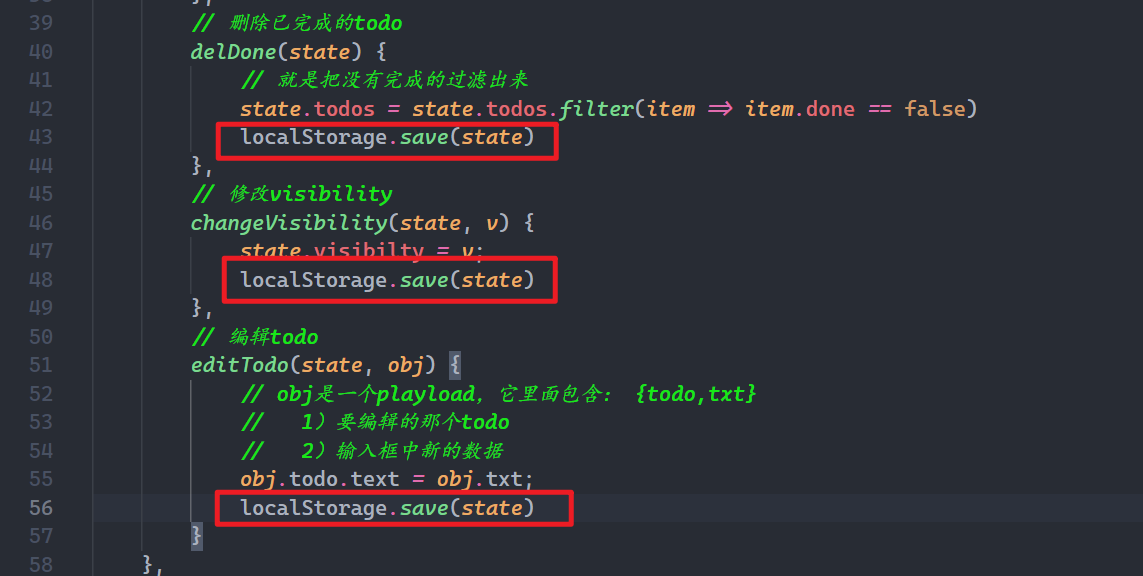 39 // 删除已完成的todo
40 delDone(state) {
41 // 就是把没有完成的过滤出来
42 state.todos = state.todos.filter(item => item.done == false)
43 localStorage.save(state)
44 },
45 // 修改visibility
46 changeVisibility(state, v) {
47 state.visibilty = v;
48 localStorage.save(state)
49 },
50 // 编辑todo
51 editTodo(state, obj) {
52 // obj是一个playload，它里面包含： {todo,txt}
53 // 1）要编辑的那个todo
54 // 2）输入框中新的数据
55 obj.todo.text = obj.txt;
56 localStorage.save(state)
57 }
58 },